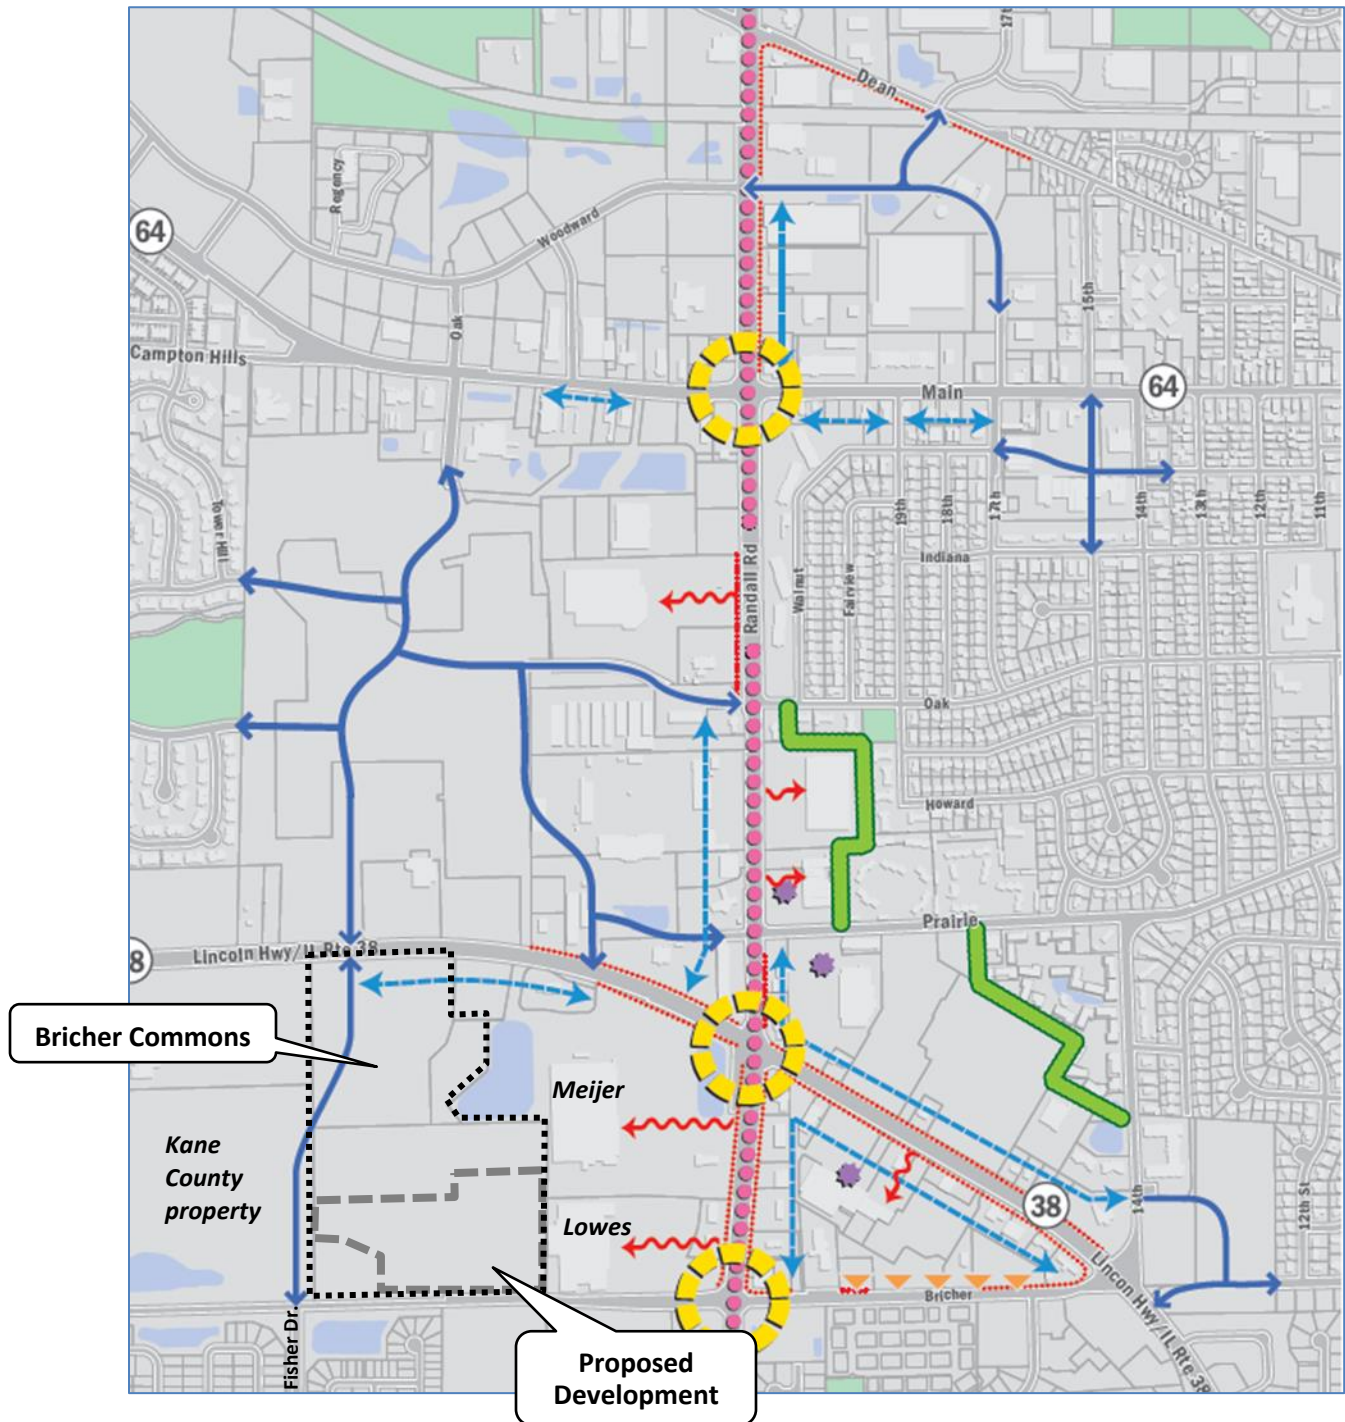 17th
Dean
64
Regency
Woodward
Oak
15th
Campton Hills
Main
64
Tower Hill
19th
18th
17th
14th
13th
12th
11th
Indiana
Randall Rd
Walnut
Fairview
Oak
Howard
Prairie
8
Lincoln Hwy/IL Rte 38
Bricher Commons
Meijer
Kane
County
property
Lowes
38
14th
12th St
Lincon Hwy/IL Rte 38
Bricher
Fisher Dr.
Proposed
Development